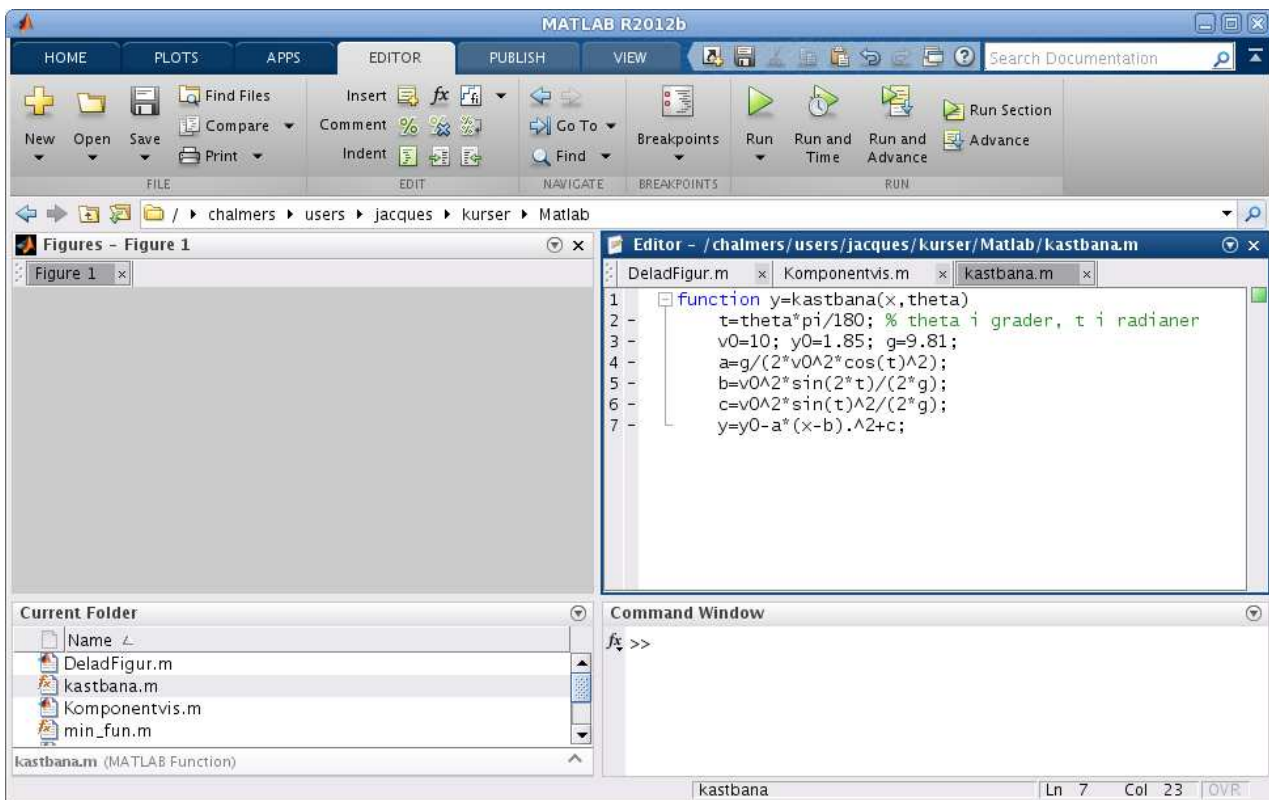 MATLAB R2012b
HOME PLOTS APPS EDITOR PUBLISH VIEW Search Documentation
New Open Save Find Files Compare Print
FILE
Insert fx fi
Comment %
Indent
EDIT
Go To
Find
NAVIGATE
Breakpoints
BREAKPOINTS
Run Run and Time Run and Advance Run Section Advance
RUN
/ chalmers users jacques kurser Matlab
Figures - Figure 1
Figure 1
Editor - /chalmers/users/jacques/kurser/Matlab/kastbana.m
DeladFigur.m Komponentvis.m kastbana.m
1 function y=kastbana(x,theta)
2 - t=theta*pi/180; % theta i grader, t i radianer
3 - v0=10; y0=1.85; g=9.81;
4 - a=g/(2*v0^2*cos(t)^2);
5 - b=v0^2*sin(2*t)/(2*g);
6 - c=v0^2*sin(t)^2/(2*g);
7 - y=y0-a*(x-b).^2+c;
Current Folder
Name
DeladFigur.m
kastbana.m
Komponentvis.m
min_fun.m
kastbana.m (MATLAB Function)
Command Window
fx >>
kastbana Ln 7 Col 23 OVR